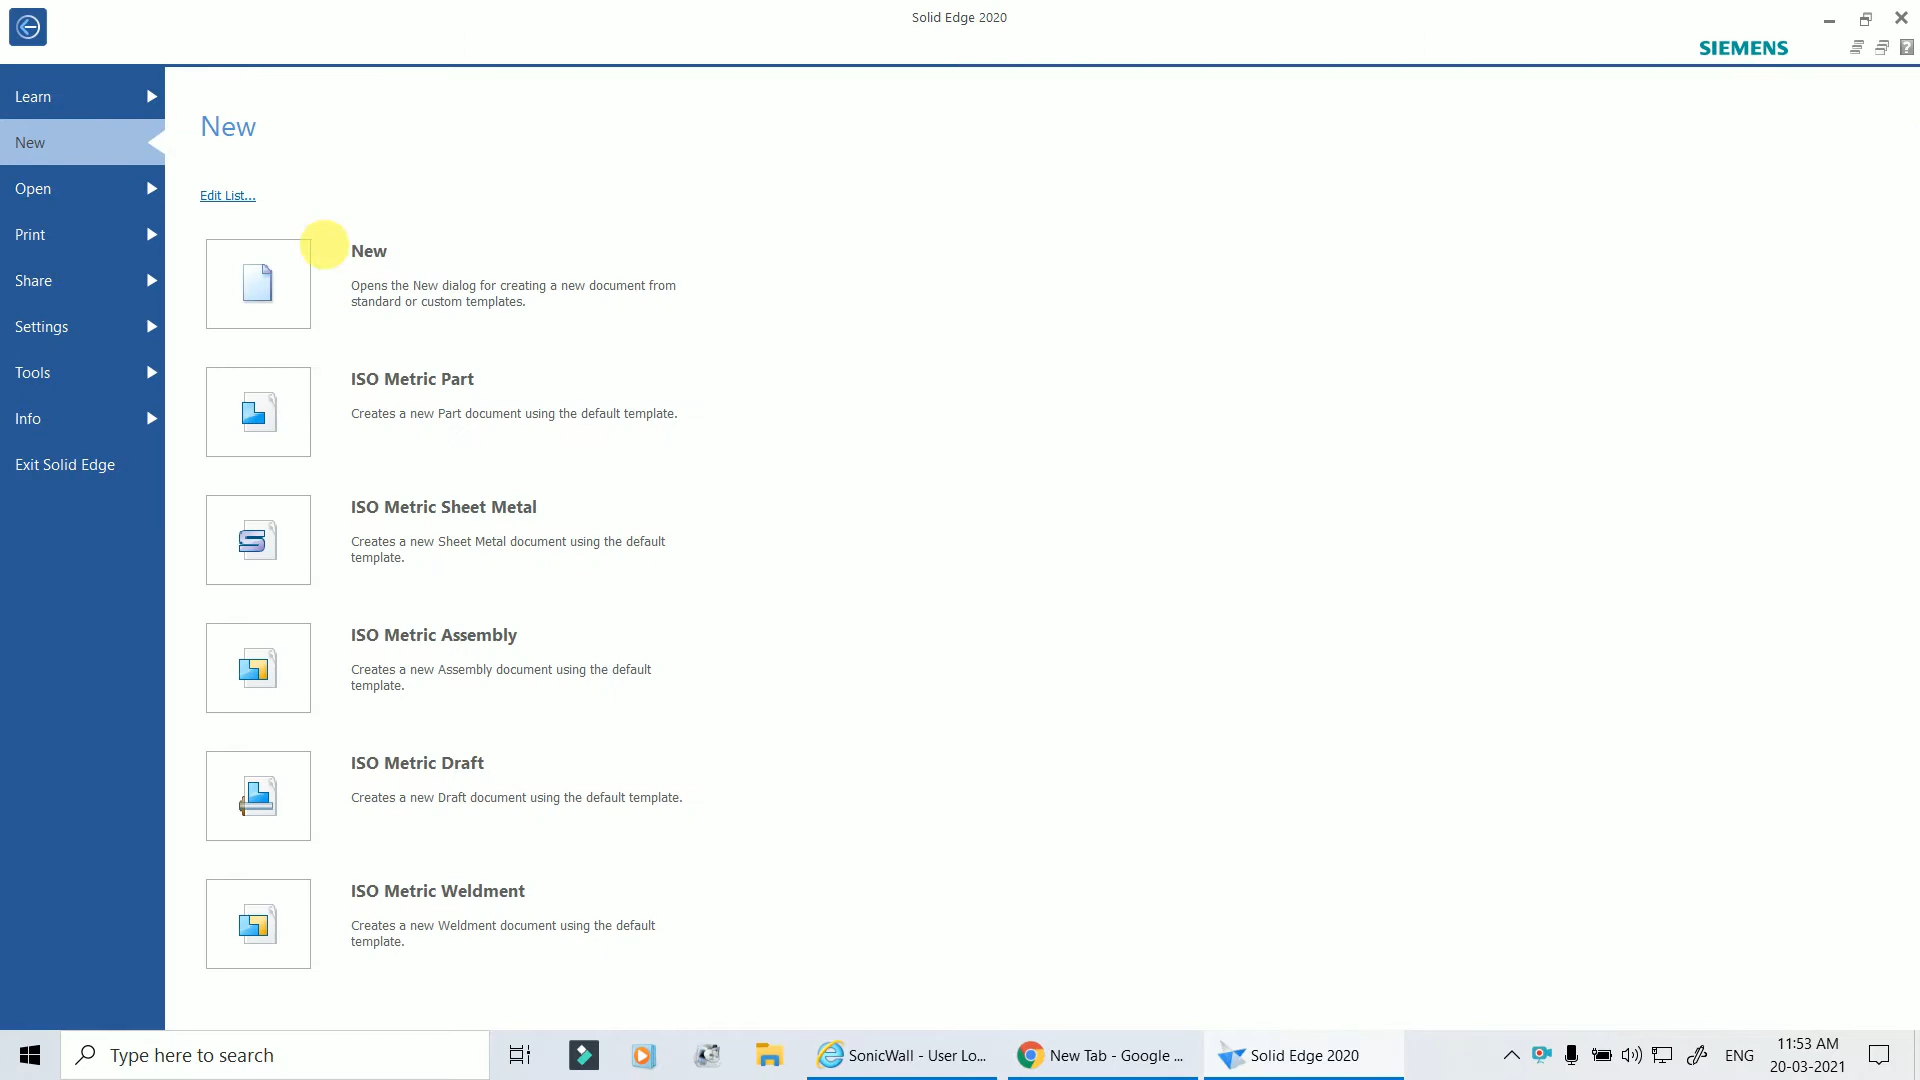 Solid Edge 2020
SIEMENS
Learn
New
Open
Print
Share
Settings
Tools
Info
Exit Solid Edge
New
Edit List...
New
Opens the New dialog for creating a new document from
standard or custom templates.
ISO Metric Part
Creates a new Part document using the default template.
ISO Metric Sheet Metal
Creates a new Sheet Metal document using the default
template.
ISO Metric Assembly
Creates a new Assembly document using the default
template.
ISO Metric Draft
Creates a new Draft document using the default template.
ISO Metric Weldment
Creates a new Weldment document using the default
template.
Type here to search
SonicWall - User Lo...
New Tab - Google ...
Solid Edge 2020
ENG
11:53 AM
20-03-2021